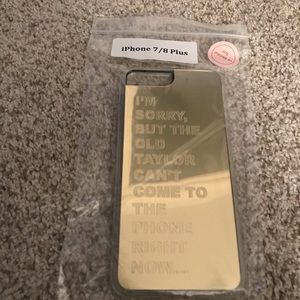 iPhone 7/8 Plus
I'M
SORRY,
BUT THE
OLD
TAYLOR
CAN'T
COME TO
THE
PHONE
RIGHT
NOW....